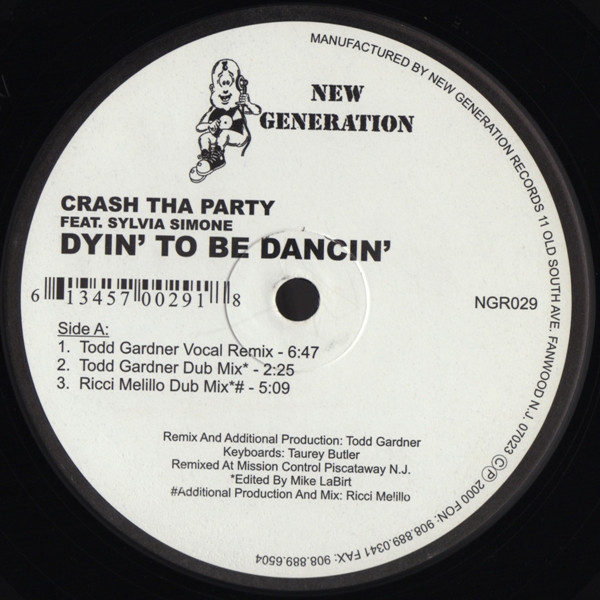 NEW
GENERATION
CRASH THA PARTY
FEAT. SYLVIA SIMONE
DYIN' TO BE DANCIN'
6 13457 00291 8
NGR029
Side A:
1. Todd Gardner Vocal Remix - 6:47
2. Todd Gardner Dub Mix* - 2:25
3. Ricci Melillo Dub Mix*# - 5:09
Remix And Additional Production: Todd Gardner
Keyboards: Taurey Butler
Remixed At Mission Control Piscataway N.J.
*Edited By Mike LaBirt
#Additional Production And Mix: Ricci Melillo
MANUFACTURED BY NEW GENERATION RECORDS 11 OLD SOUTH AVE. FANWOOD N.J. 07023 ©℗ 2000 FON: 908.889.0341 FAX: 908.889.6504